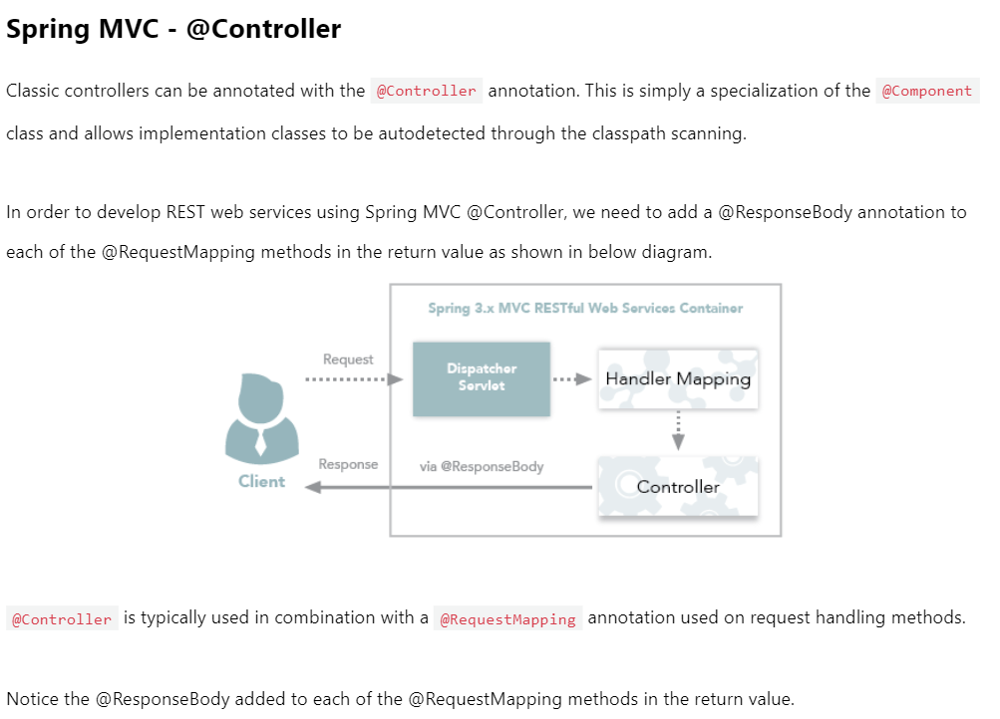 Spring MVC - @Controller
Classic controllers can be annotated with the @Controller annotation. This is simply a specialization of the @Component
class and allows implementation classes to be autodetected through the classpath scanning.
In order to develop REST web services using Spring MVC @Controller, we need to add a @ResponseBody annotation to
each of the @RequestMapping methods in the return value as shown in below diagram.
Spring 3.x MVC RESTful Web Services Container
Request
Dispatcher
Servlet
Handler Mapping
Response
via @ResponseBody
Client
Controller
@Controller is typically used in combination with a @RequestMapping annotation used on request handling methods.
Notice the @ResponseBody added to each of the @RequestMapping methods in the return value.